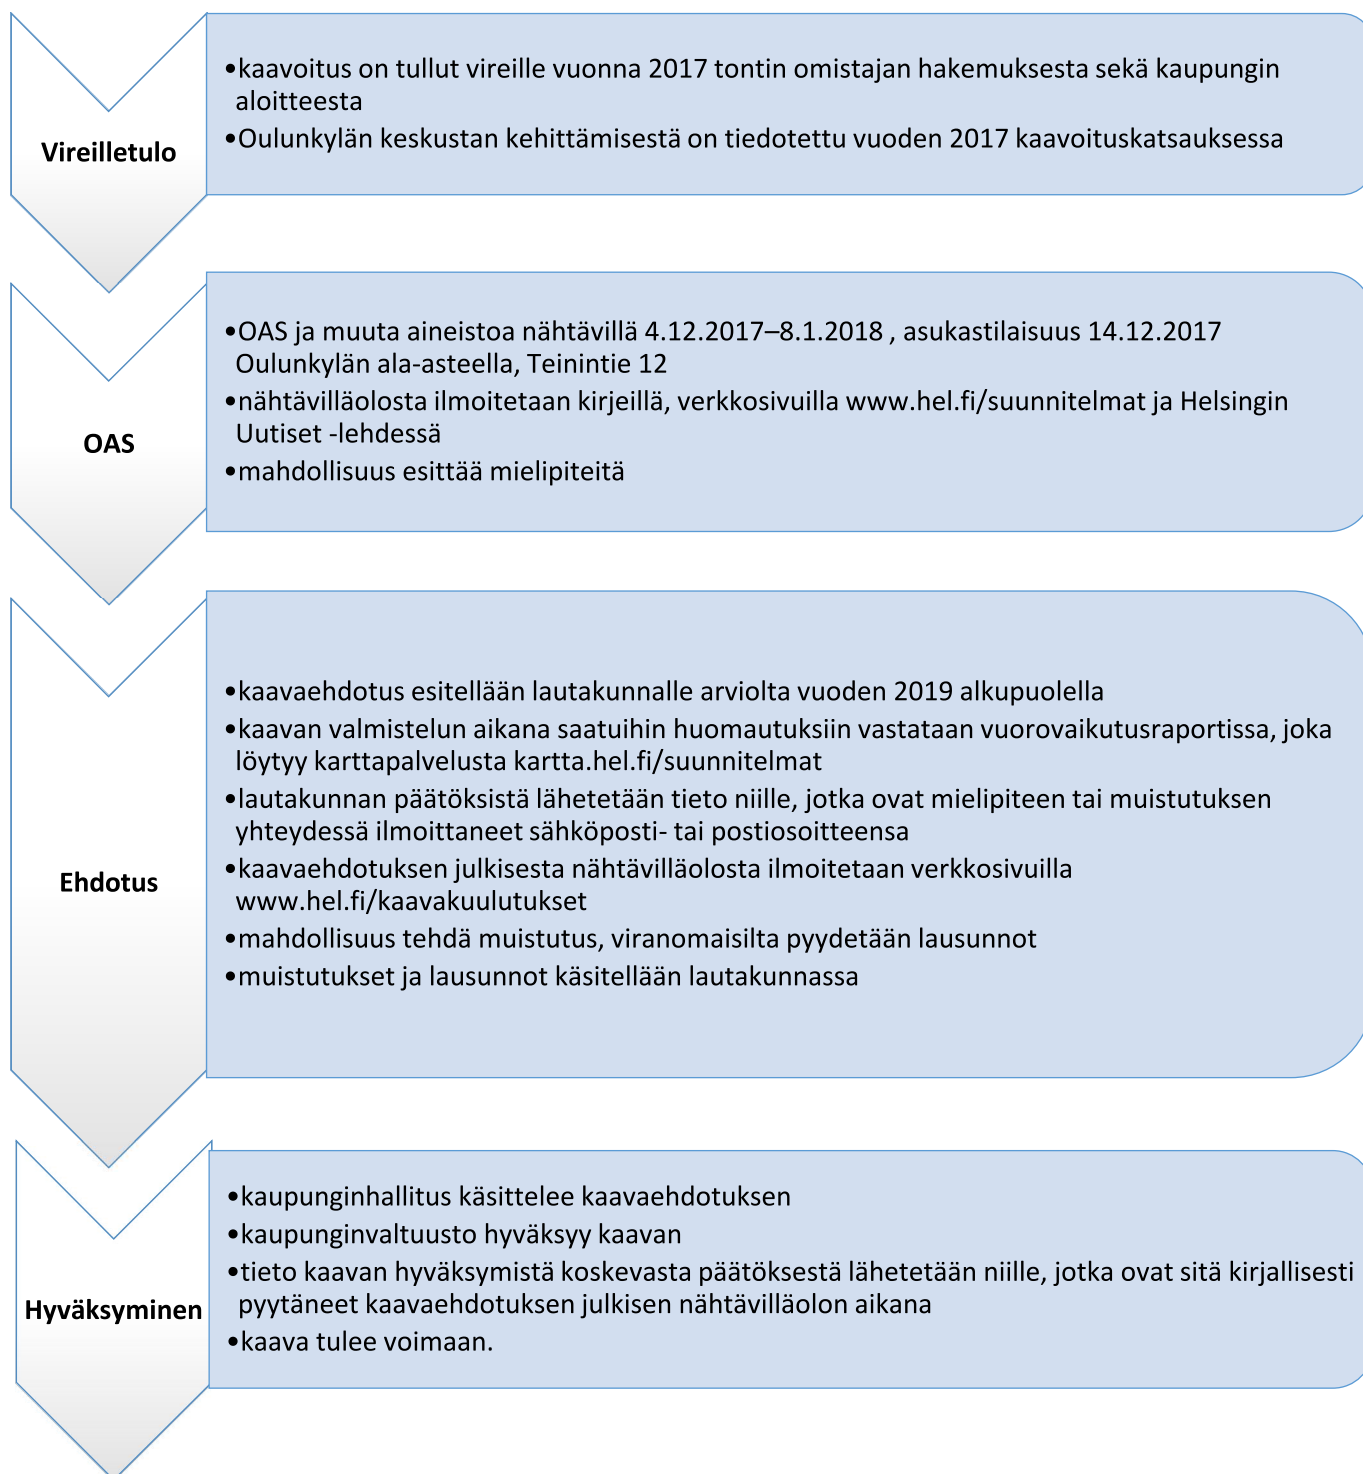 Vireilletulo
•kaavoitus on tullut vireille vuonna 2017 tontin omistajan hakemuksesta sekä kaupungin
aloitteesta
•Oulunkylän keskustan kehittämisestä on tiedotettu vuoden 2017 kaavoituskatsauksessa
OAS
•OAS ja muuta aineistoa nähtävillä 4.12.2017–8.1.2018 , asukastilaisuus 14.12.2017
Oulunkylän ala-asteella, Teinintie 12
•nähtävilläolosta ilmoitetaan kirjeillä, verkkosivuilla www.hel.fi/suunnitelmat ja Helsingin
Uutiset -lehdessä
•mahdollisuus esittää mielipiteitä
Ehdotus
•kaavaehdotus esitellään lautakunnalle arviolta vuoden 2019 alkupuolella
•kaavan valmistelun aikana saatuihin huomautuksiin vastataan vuorovaikutusraportissa, joka
löytyy karttapalvelusta kartta.hel.fi/suunnitelmat
•lautakunnan päätöksistä lähetetään tieto niille, jotka ovat mielipiteen tai muistutuksen
yhteydessä ilmoittaneet sähköposti- tai postiosoitteensa
•kaavaehdotuksen julkisesta nähtävilläolosta ilmoitetaan verkkosivuilla
www.hel.fi/kaavakuulutukset
•mahdollisuus tehdä muistutus, viranomaisilta pyydetään lausunnot
•muistutukset ja lausunnot käsitellään lautakunnassa
Hyväksyminen
•kaupunginhallitus käsittelee kaavaehdotuksen
•kaupunginvaltuusto hyväksyy kaavan
•tieto kaavan hyväksymistä koskevasta päätöksestä lähetetään niille, jotka ovat sitä kirjallisesti
pyytäneet kaavaehdotuksen julkisen nähtävilläolon aikana
•kaava tulee voimaan.